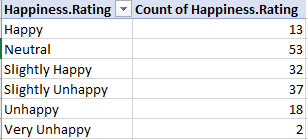 Happiness.Rating Count of Happiness.Rating
Happy 13
Neutral 53
Slightly Happy 32
Slightly Unhappy 37
Unhappy 18
Very Unhappy 2